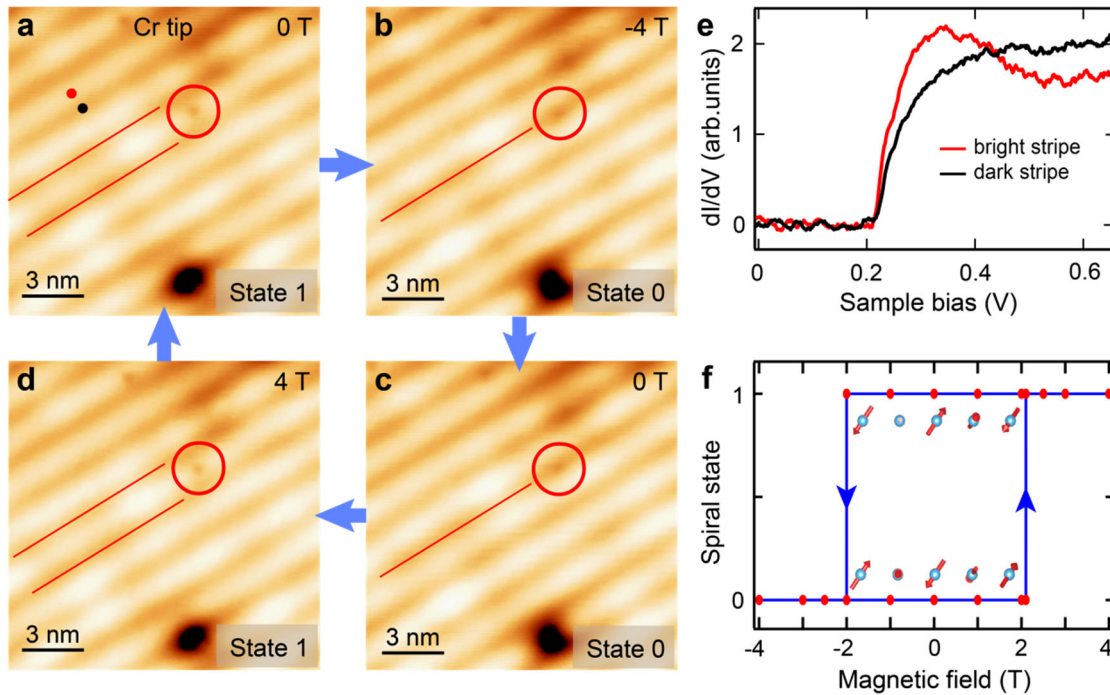 a Cr tip 0 T
3 nm State 1
b -4 T
3 nm State 0
e
dI/dV (arb.units)
2
1
0
bright stripe
dark stripe
0 0.2 0.4 0.6
Sample bias (V)
d 4 T
3 nm State 1
c 0 T
3 nm State 0
f
Spiral state
1
0
-4 -2 0 2 4
Magnetic field (T)